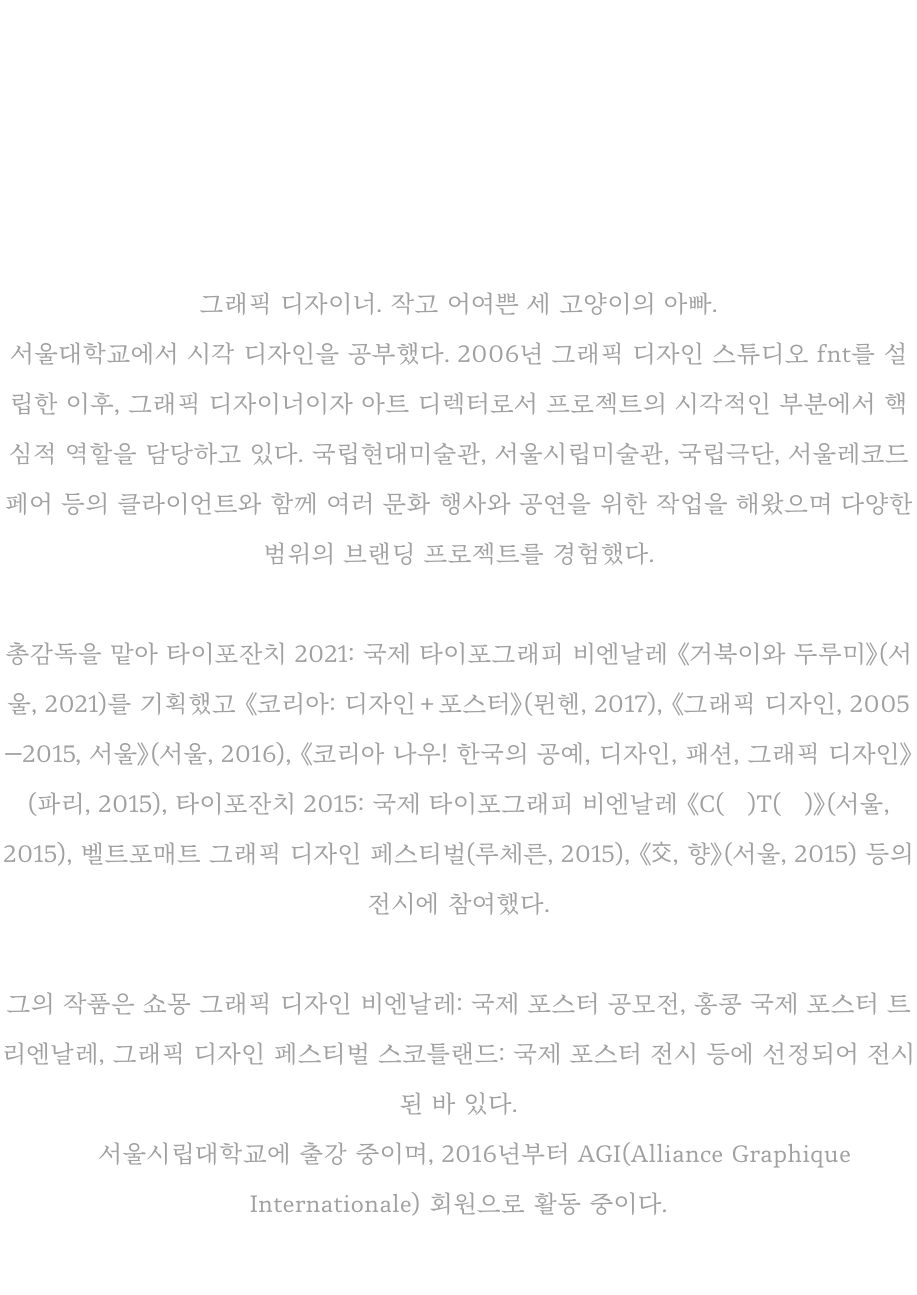 그래픽 디자이너. 작고 어여쁜 세 고양이의 아빠.
서울대학교에서 시각 디자인을 공부했다. 2006년 그래픽 디자인 스튜디오 fnt를 설
립한 이후, 그래픽 디자이너이자 아트 디렉터로서 프로젝트의 시각적인 부분에서 핵
심적 역할을 담당하고 있다. 국립현대미술관, 서울시립미술관, 국립극단, 서울레코드
페어 등의 클라이언트와 함께 여러 문화 행사와 공연을 위한 작업을 해왔으며 다양한
범위의 브랜딩 프로젝트를 경험했다.
총감독을 맡아 타이포잔치 2021: 국제 타이포그래피 비엔날레 《거북이와 두루미》(서
울, 2021)를 기획했고 《코리아: 디자인+포스터》(뮌헨, 2017), 《그래픽 디자인, 2005
—2015, 서울》(서울, 2016), 《코리아 나우! 한국의 공예, 디자인, 패션, 그래픽 디자인》
(파리, 2015), 타이포잔치 2015: 국제 타이포그래피 비엔날레 《C(   )T(   )》(서울,
2015), 벨트포매트 그래픽 디자인 페스티벌(루체른, 2015), 《交, 향》(서울, 2015) 등의
전시에 참여했다.
그의 작품은 쇼몽 그래픽 디자인 비엔날레: 국제 포스터 공모전, 홍콩 국제 포스터 트
리엔날레, 그래픽 디자인 페스티벌 스코틀랜드: 국제 포스터 전시 등에 선정되어 전시
된 바 있다.
서울시립대학교에 출강 중이며, 2016년부터 AGI(Alliance Graphique
Internationale) 회원으로 활동 중이다.